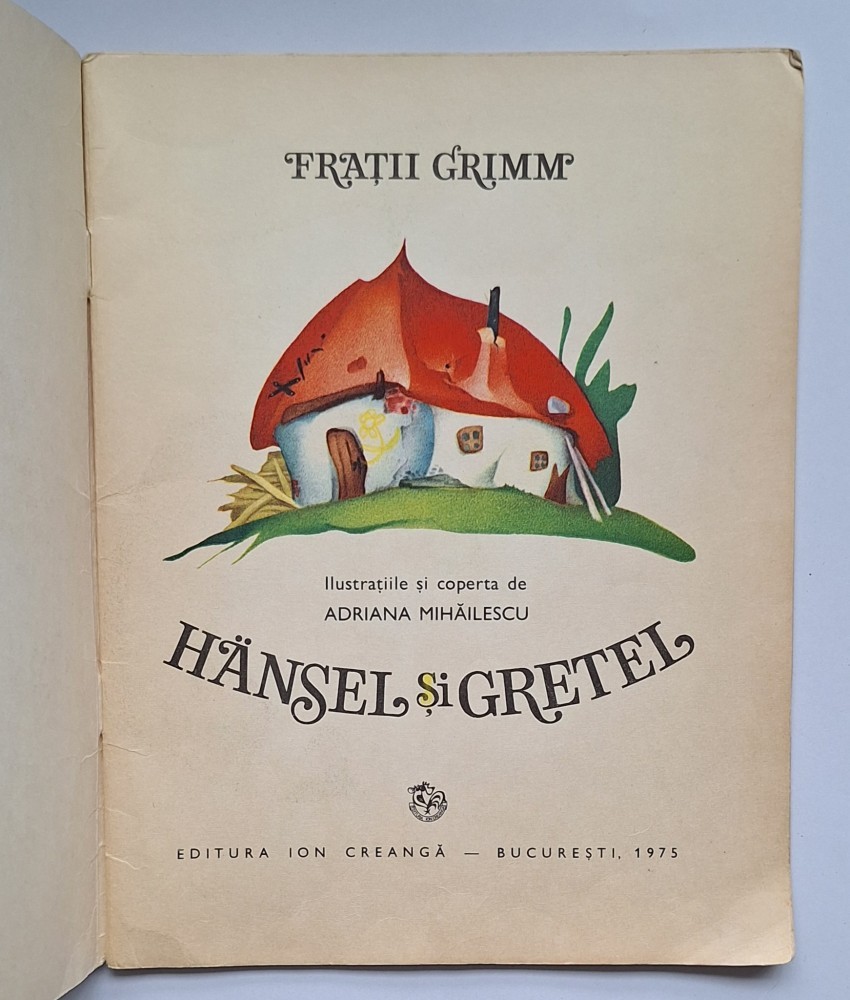 FRAȚII GRIMM
Ilustrațiile și coperta de
ADRIANA MIHĂILESCU
HÄNSEL și GRETEL
EDITURA ION CREANGĂ — BUCUREȘTI, 1975